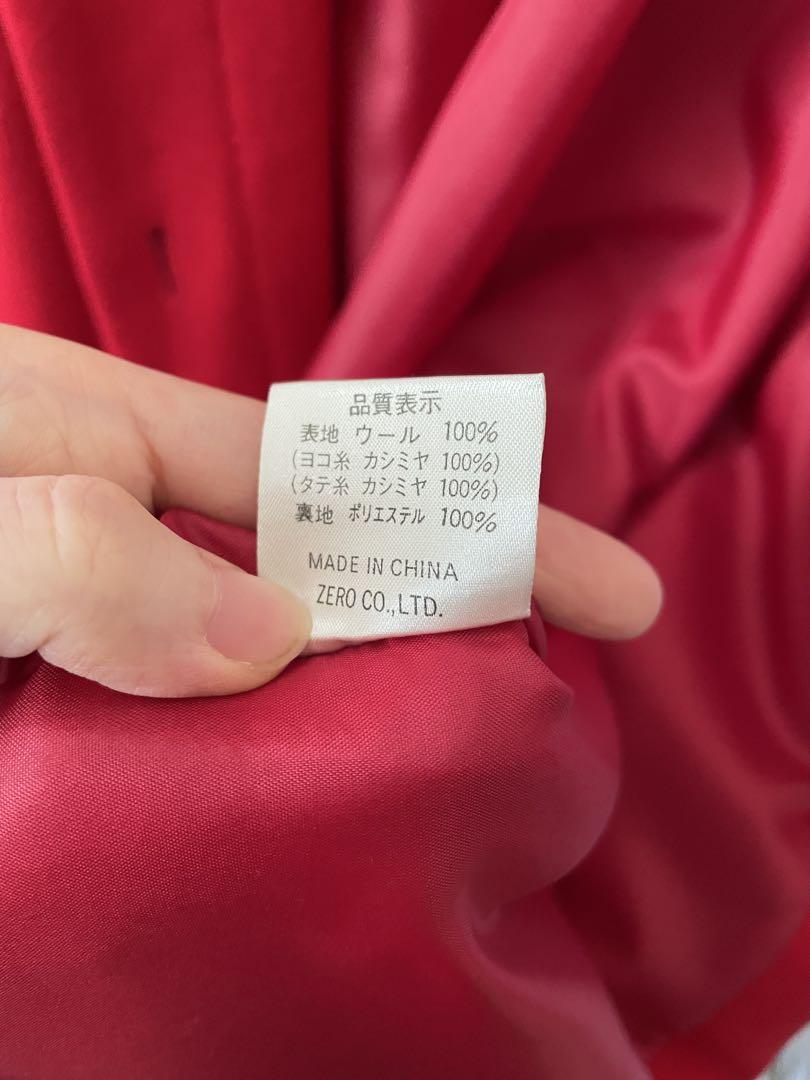 品質表示
表地 ウール 100%
(ヨコ糸 カシミヤ 100%)
(タテ糸 カシミヤ 100%)
裏地 ポリエステル 100%
MADE IN CHINA
ZERO CO.,LTD.